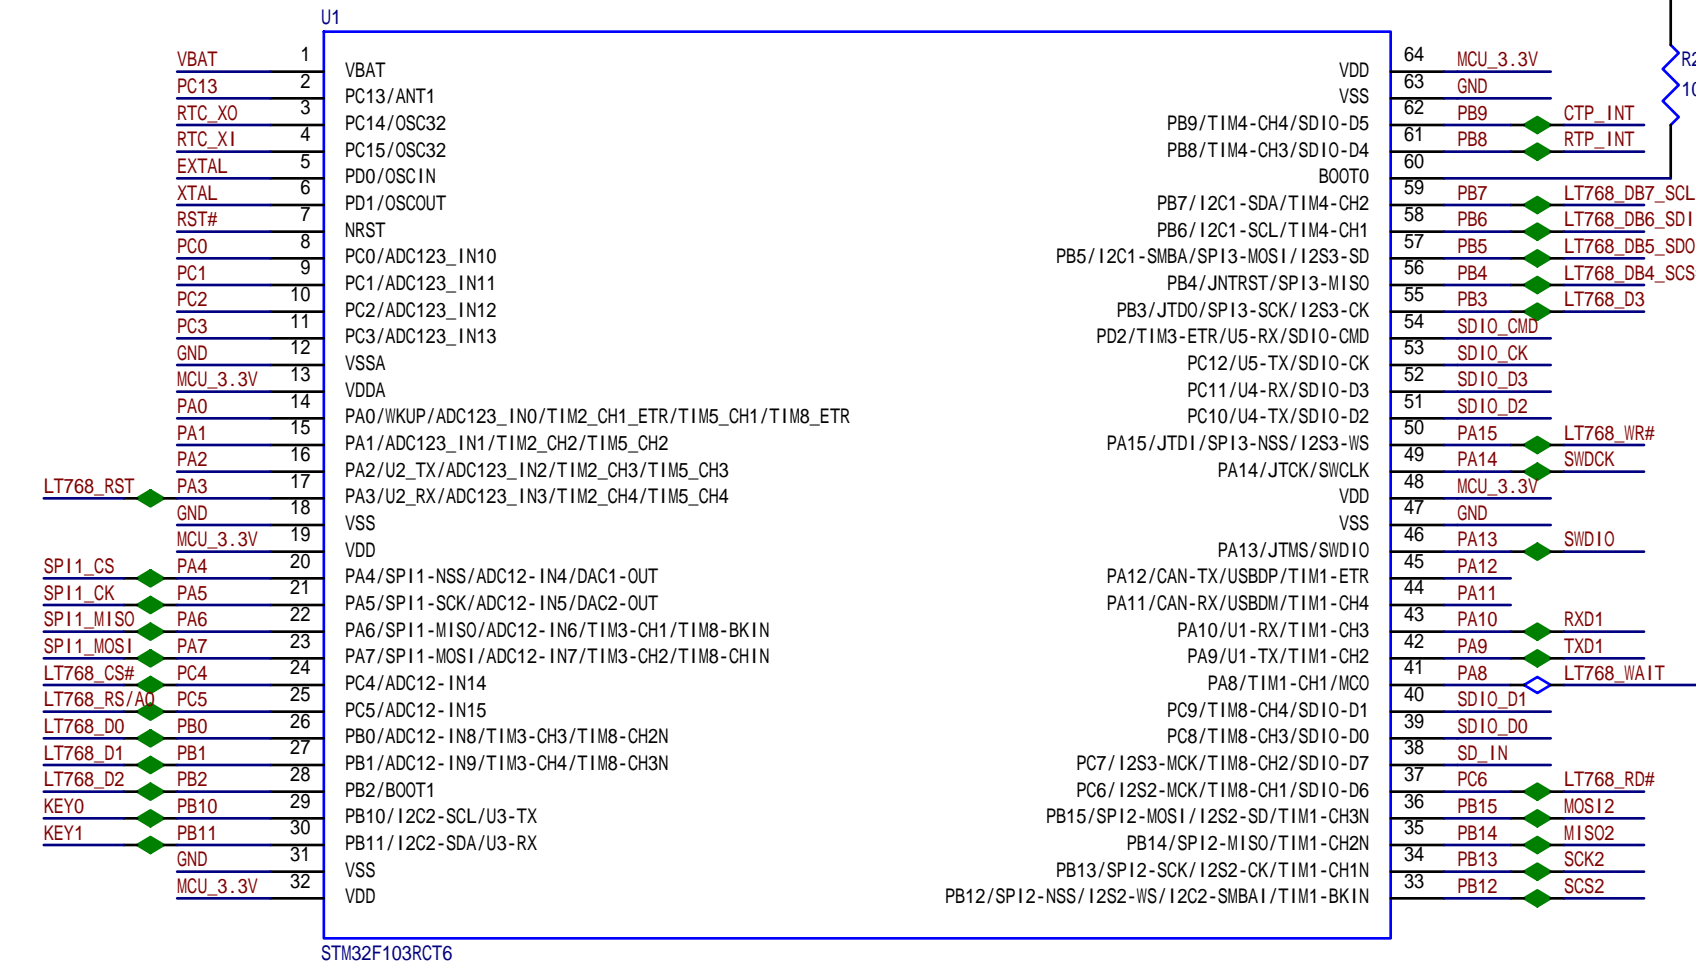 U1
VBAT 1 VBAT
PC13 2 PC13/ANT1
RTC_XO 3 PC14/OSC32
RTC_XI 4 PC15/OSC32
EXTAL 5 PD0/OSCIN
XTAL 6 PD1/OSCOUT
RST# 7 NRST
PC0 8 PC0/ADC123_IN10
PC1 9 PC1/ADC123_IN11
PC2 10 PC2/ADC123_IN12
PC3 11 PC3/ADC123_IN13
GND 12 VSSA
MCU_3.3V 13 VDDA
PA0 14 PA0/WKUP/ADC123_IN0/TIM2_CH1_ETR/TIM5_CH1/TIM8_ETR
PA1 15 PA1/ADC123_IN1/TIM2_CH2/TIM5_CH2
PA2 16 PA2/U2_TX/ADC123_IN2/TIM2_CH3/TIM5_CH3
LT768_RST PA3 17 PA3/U2_RX/ADC123_IN3/TIM2_CH4/TIM5_CH4
GND 18 VSS
MCU_3.3V 19 VDD
SPI1_CS PA4 20 PA4/SPI1-NSS/ADC12-IN4/DAC1-OUT
SPI1_CK PA5 21 PA5/SPI1-SCK/ADC12-IN5/DAC2-OUT
SPI1_MISO PA6 22 PA6/SPI1-MISO/ADC12-IN6/TIM3-CH1/TIM8-BKIN
SPI1_MOSI PA7 23 PA7/SPI1-MOSI/ADC12-IN7/TIM3-CH2/TIM8-CHIN
LT768_CS# PC4 24 PC4/ADC12-IN14
LT768_RS/A0 PC5 25 PC5/ADC12-IN15
LT768_D0 PB0 26 PB0/ADC12-IN8/TIM3-CH3/TIM8-CH2N
LT768_D1 PB1 27 PB1/ADC12-IN9/TIM3-CH4/TIM8-CH3N
LT768_D2 PB2 28 PB2/BOOT1
KEY0 PB10 29 PB10/I2C2-SCL/U3-TX
KEY1 PB11 30 PB11/I2C2-SDA/U3-RX
GND 31 VSS
MCU_3.3V 32 VDD
VDD 64 MCU_3.3V
VSS 63 GND
PB9/TIM4-CH4/SDIO-D5 62 PB9 CTP_INT
PB8/TIM4-CH3/SDIO-D4 61 PB8 RTP_INT
BOOT0 60
PB7/I2C1-SDA/TIM4-CH2 59 PB7 LT768_DB7_SCL
PB6/I2C1-SCL/TIM4-CH1 58 PB6 LT768_DB6_SDI
PB5/I2C1-SMBA/SPI3-MOSI/I2S3-SD 57 PB5 LT768_DB5_SDO
PB4/JNTRST/SPI3-MISO 56 PB4 LT768_DB4_SCS
PB3/JTDO/SPI3-SCK/I2S3-CK 55 PB3 LT768_D3
PD2/TIM3-ETR/U5-RX/SDIO-CMD 54 SDIO_CMD
PC12/U5-TX/SDIO-CK 53 SDIO_CK
PC11/U4-RX/SDIO-D3 52 SDIO_D3
PC10/U4-TX/SDIO-D2 51 SDIO_D2
PA15/JTDI/SPI3-NSS/I2S3-WS 50 PA15 LT768_WR#
PA14/JTCK/SWCLK 49 PA14 SWDCK
VDD 48 MCU_3.3V
VSS 47 GND
PA13/JTMS/SWDIO 46 PA13 SWDIO
PA12/CAN-TX/USBDP/TIM1-ETR 45 PA12
PA11/CAN-RX/USBDM/TIM1-CH4 44 PA11
PA10/U1-RX/TIM1-CH3 43 PA10 RXD1
PA9/U1-TX/TIM1-CH2 42 PA9 TXD1
PA8/TIM1-CH1/MCO 41 PA8 LT768_WAIT
PC9/TIM8-CH4/SDIO-D1 40 SDIO_D1
PC8/TIM8-CH3/SDIO-D0 39 SDIO_D0
PC7/I2S3-MCK/TIM8-CH2/SDIO-D7 38 SD_IN
PC6/I2S2-MCK/TIM8-CH1/SDIO-D6 37 PC6 LT768_RD#
PB15/SPI2-MOSI/I2S2-SD/TIM1-CH3N 36 PB15 MOSI2
PB14/SPI2-MISO/TIM1-CH2N 35 PB14 MISO2
PB13/SPI2-SCK/I2S2-CK/TIM1-CH1N 34 PB13 SCK2
PB12/SPI2-NSS/I2S2-WS/I2C2-SMBAI/TIM1-BKIN 33 PB12 SCS2
STM32F103RCT6